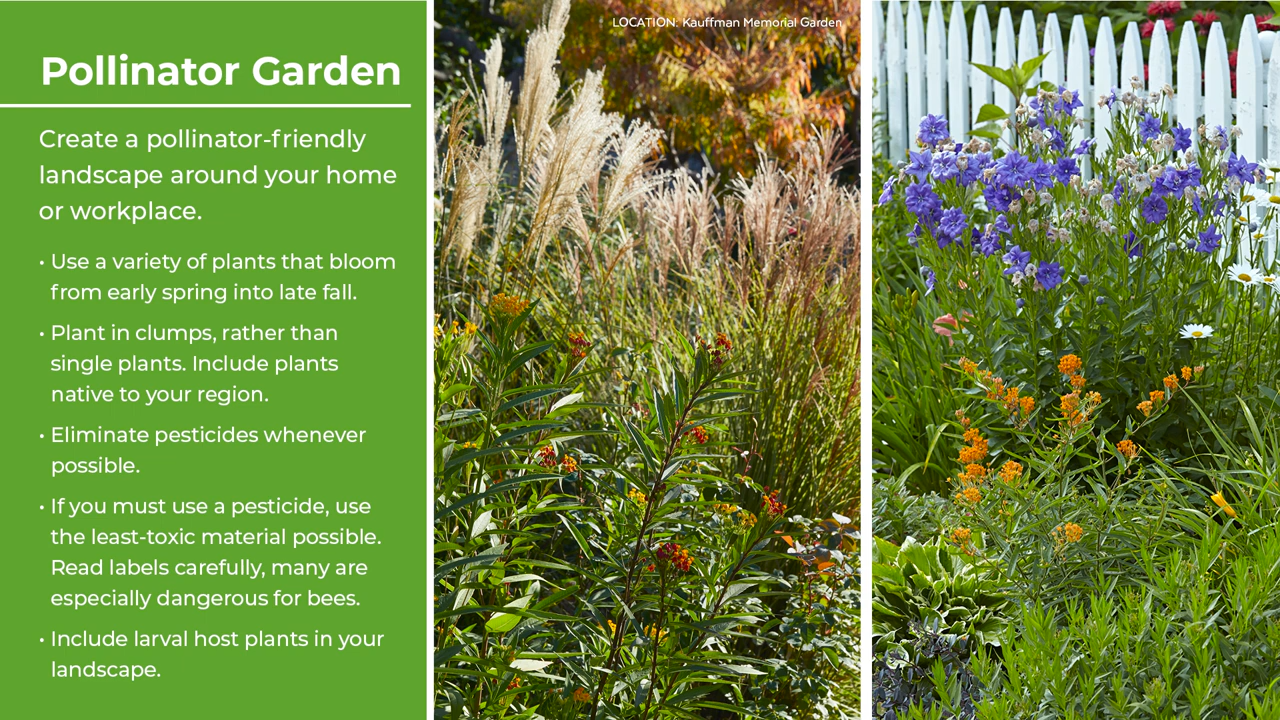 Pollinator Garden
Create a pollinator-friendly
landscape around your home
or workplace.
• Use a variety of plants that bloom
from early spring into late fall.
• Plant in clumps, rather than
single plants. Include plants
native to your region.
• Eliminate pesticides whenever
possible.
• If you must use a pesticide, use
the least-toxic material possible.
Read labels carefully, many are
especially dangerous for bees.
• Include larval host plants in your
landscape.
LOCATION: Kauffman Memorial Garden